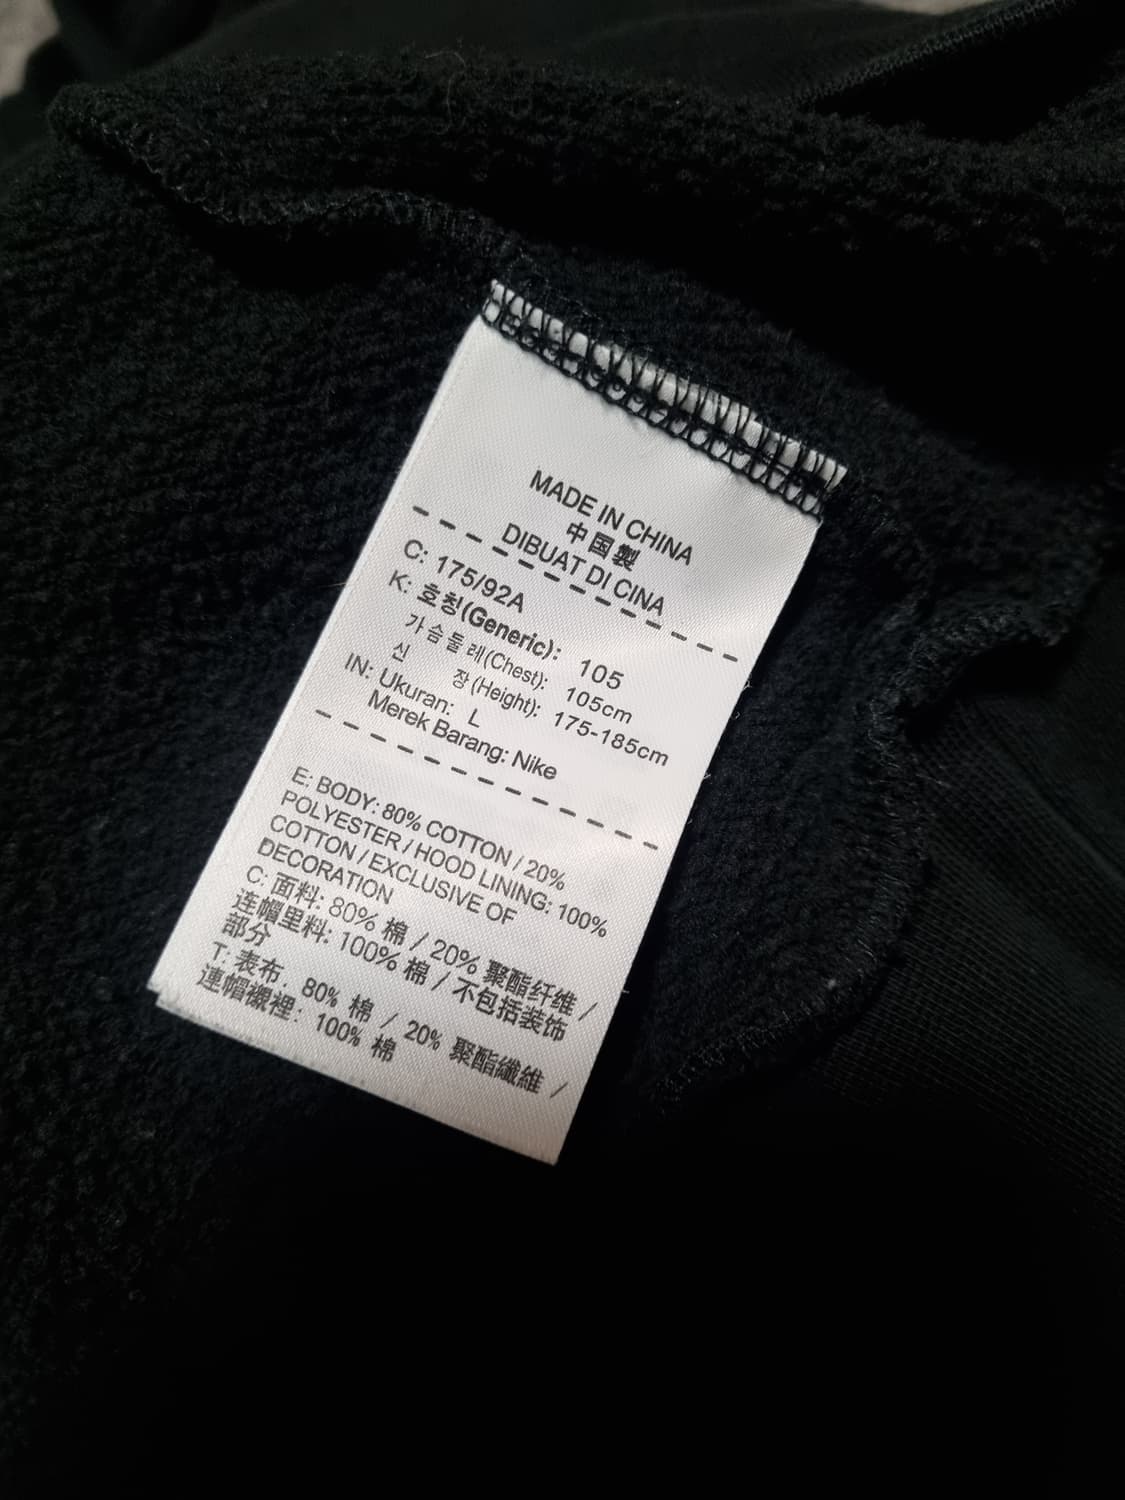 MADE IN CHINA
中国製
DIBUAT DI CINA
C: 175/92A
K: 호칭(Generic): 105
가슴둘레(Chest): 105cm
신 장(Height): 175-185cm
IN: Ukuran: L
Merek Barang: Nike
E: BODY: 80% COTTON / 20%
POLYESTER / HOOD LINING: 100%
COTTON / EXCLUSIVE OF
DECORATION
C: 面料: 80% 棉 / 20% 聚酯纤维 /
连帽里料: 100% 棉 / 不包括装饰
部分
T: 表布: 80% 棉 / 20% 聚酯纖維 /
連帽襯裡: 100% 棉